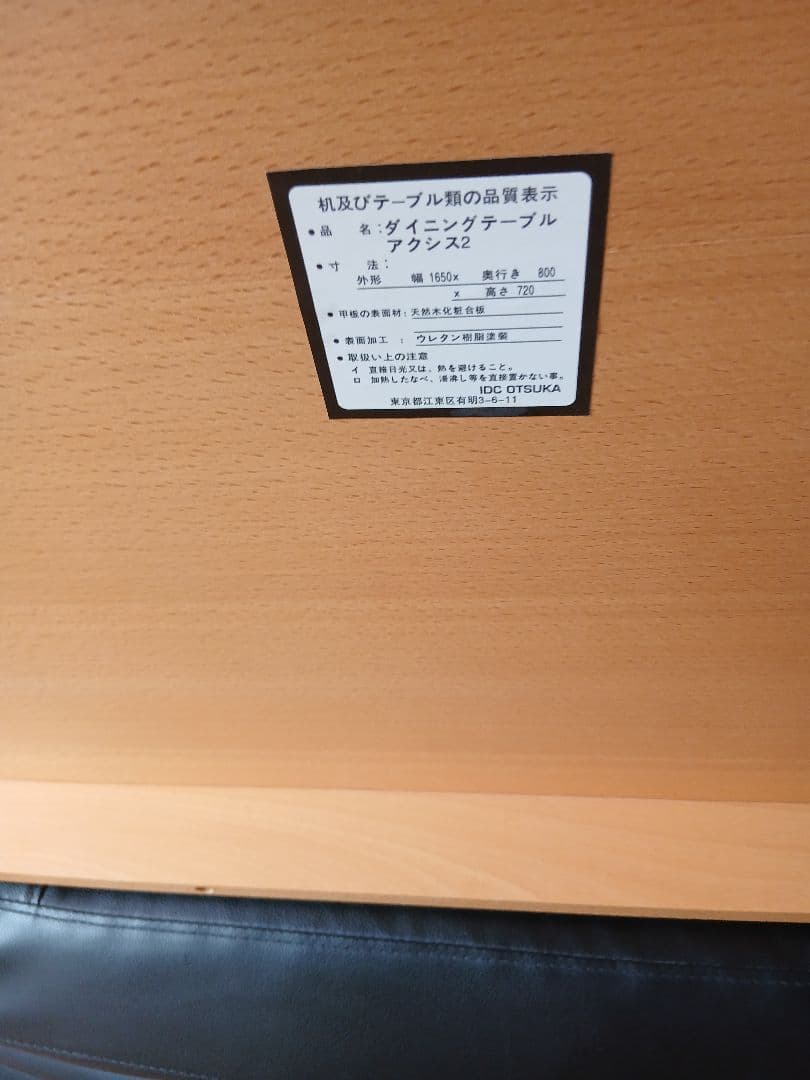 机及びテーブル類の品質表示
●品　名：ダイニングテーブル
アクシス2
●寸　法：
外形　幅 1650x　奥行き 800
x　高さ 720
●甲板の表面材：天然木化粧合板
●表面加工　：　ウレタン樹脂塗装
●取扱い上の注意
イ　直接日光又は、熱を避けること。
ロ　加熱したなべ、湯沸し等を直接置かない事。
IDC OTSUKA
東京都江東区有明3-6-11